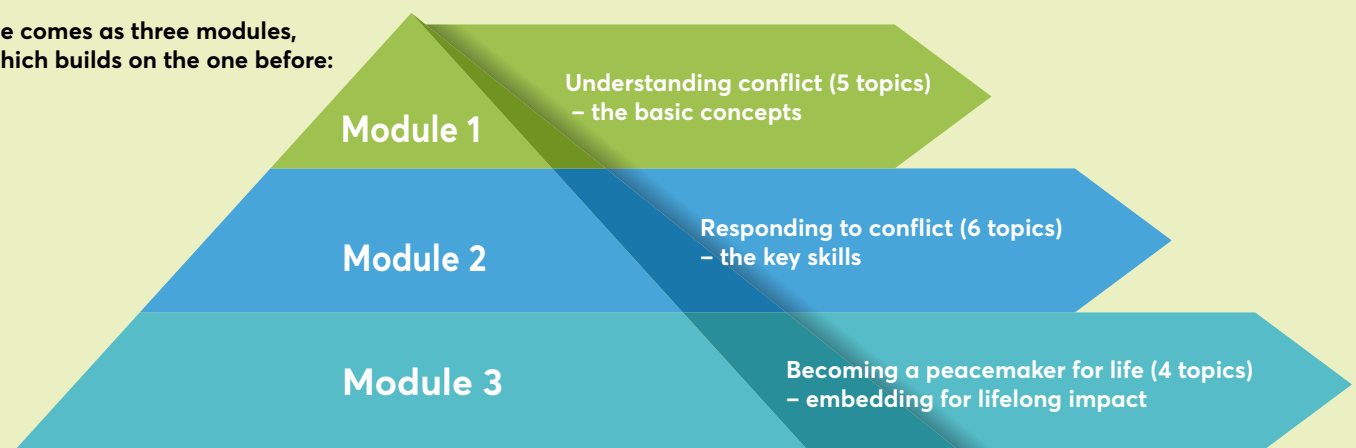 e comes as three modules,
hich builds on the one before:
Module 1
Understanding conflict (5 topics)
– the basic concepts
Module 2
Responding to conflict (6 topics)
– the key skills
Module 3
Becoming a peacemaker for life (4 topics)
– embedding for lifelong impact